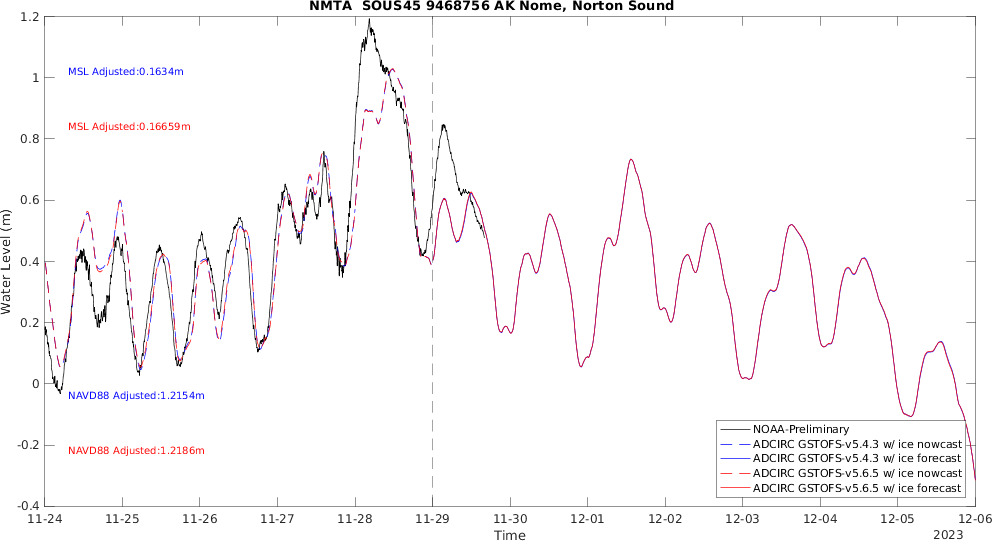 NMTA SOUS45 9468756 AK Nome, Norton Sound
Water Level (m)
1.2
1
0.8
0.6
0.4
0.2
0
-0.2
-0.4
MSL Adjusted:0.1634m
MSL Adjusted:0.16659m
NAVD88 Adjusted:1.2154m
NAVD88 Adjusted:1.2186m
NOAA-Preliminary
ADCIRC GSTOFS-v5.4.3 w/ ice nowcast
ADCIRC GSTOFS-v5.4.3 w/ ice forecast
ADCIRC GSTOFS-v5.6.5 w/ ice nowcast
ADCIRC GSTOFS-v5.6.5 w/ ice forecast
11-24 11-25 11-26 11-27 11-28 11-29 11-30 12-01 12-02 12-03 12-04 12-05 12-06
Time
2023